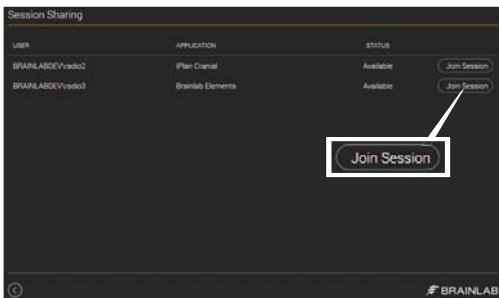 Session Sharing
USER APPLICATION STATUS
BRAINLABDEV\radio2 iPlan Cranial Available Join Session
BRAINLABDEV\radio3 Brainlab Elements Available Join Session
Join Session
BRAINLAB